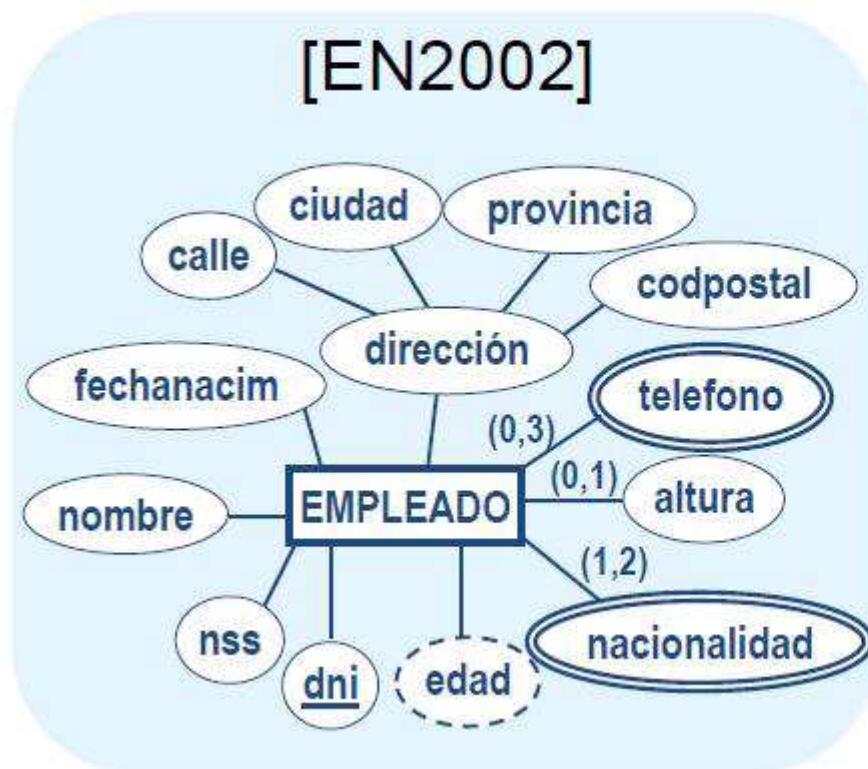 [EN2002]
ciudad
provincia
calle
codpostal
dirección
fechanacim
telefono
(0,3)
(0,1)
nombre
EMPLEADO
altura
(1,2)
nss
dni
edad
nacionalidad